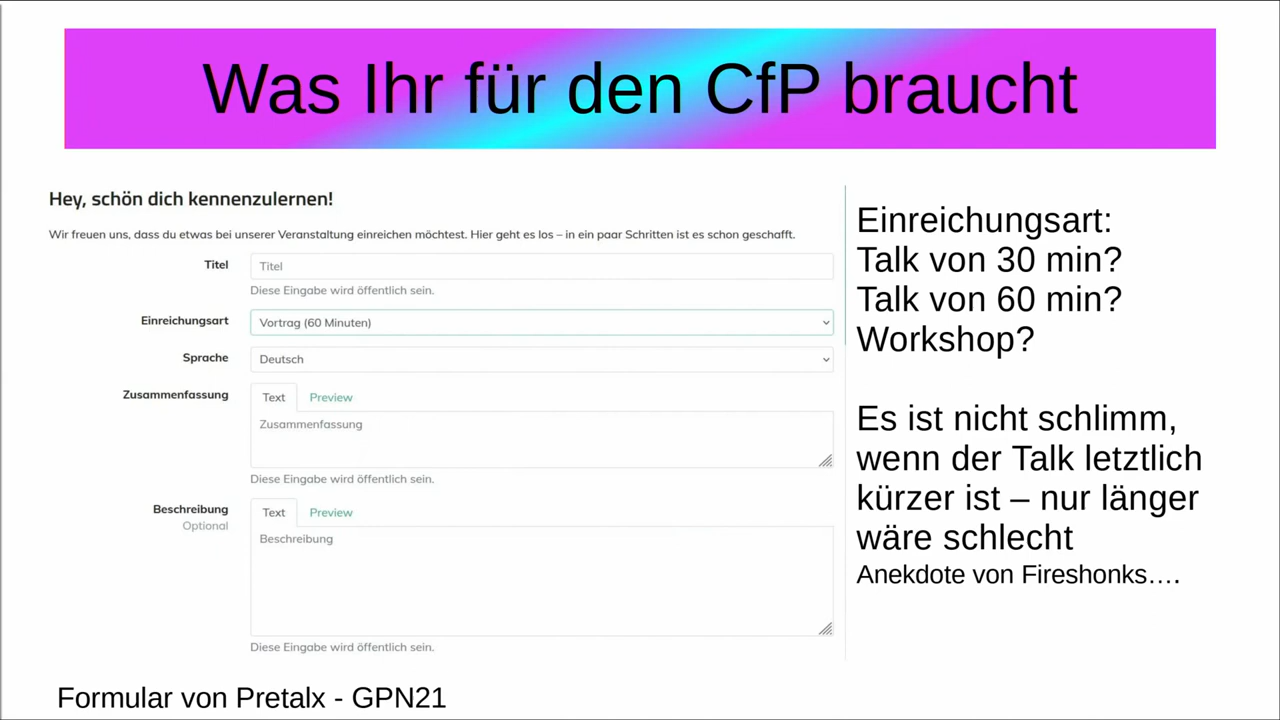 Was Ihr für den CfP braucht
Hey, schön dich kennenzulernen!
Wir freuen uns, dass du etwas bei unserer Veranstaltung einreichen möchtest. Hier geht es los – in ein paar Schritten ist es schon geschafft.
Titel
Titel
Diese Eingabe wird öffentlich sein.
Einreichungsart
Vortrag (60 Minuten)
Sprache
Deutsch
Zusammenfassung
Text Preview
Zusammenfassung
Diese Eingabe wird öffentlich sein.
Beschreibung
Optional
Text Preview
Beschreibung
Diese Eingabe wird öffentlich sein.
Einreichungsart:
Talk von 30 min?
Talk von 60 min?
Workshop?
Es ist nicht schlimm,
wenn der Talk letztlich
kürzer ist – nur länger
wäre schlecht
Anekdote von Fireshonks….
Formular von Pretalx - GPN21